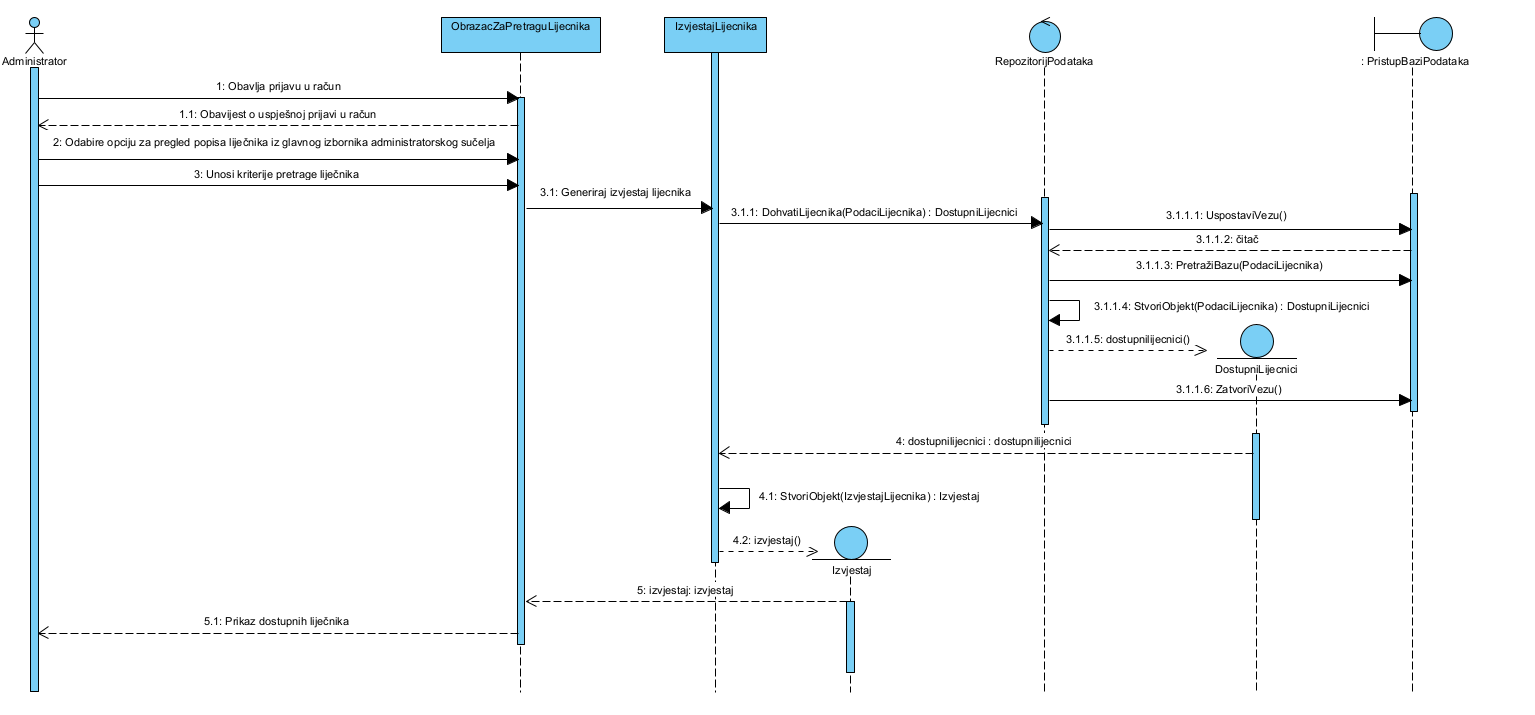 ObrazacZaPretraguLijecnika
IzvjestajLijecnika
Administrator
RepozitorijPodataka
: PristupBaziPodataka
1: Obavlja prijavu u račun
1.1: Obavijest o uspješnoj prijavi u račun
2: Odabire opciju za pregled popisa liječnika iz glavnog izbornika administratorskog sučelja
3: Unosi kriterije pretrage liječnika
3.1: Generiraj izvjestaj lijecnika
3.1.1: DohvatiLijecnika(PodaciLijecnika) : DostupniLijecnici
3.1.1.1: UspostaviVezu()
3.1.1.2: čitač
3.1.1.3: PretražiBazu(PodaciLijecnika)
3.1.1.4: StvoriObjekt(PodaciLijecnika) : DostupniLijecnici
3.1.1.5: dostupnilijecnici()
DostupniLijecnici
3.1.1.6: ZatvoriVezu()
4: dostupnilijecnici : dostupnilijecnici
4.1: StvoriObjekt(IzvjestajLijecnika) : Izvjestaj
4.2: izvjestaj()
Izvjestaj
5: izvjestaj: izvjestaj
5.1: Prikaz dostupnih liječnika